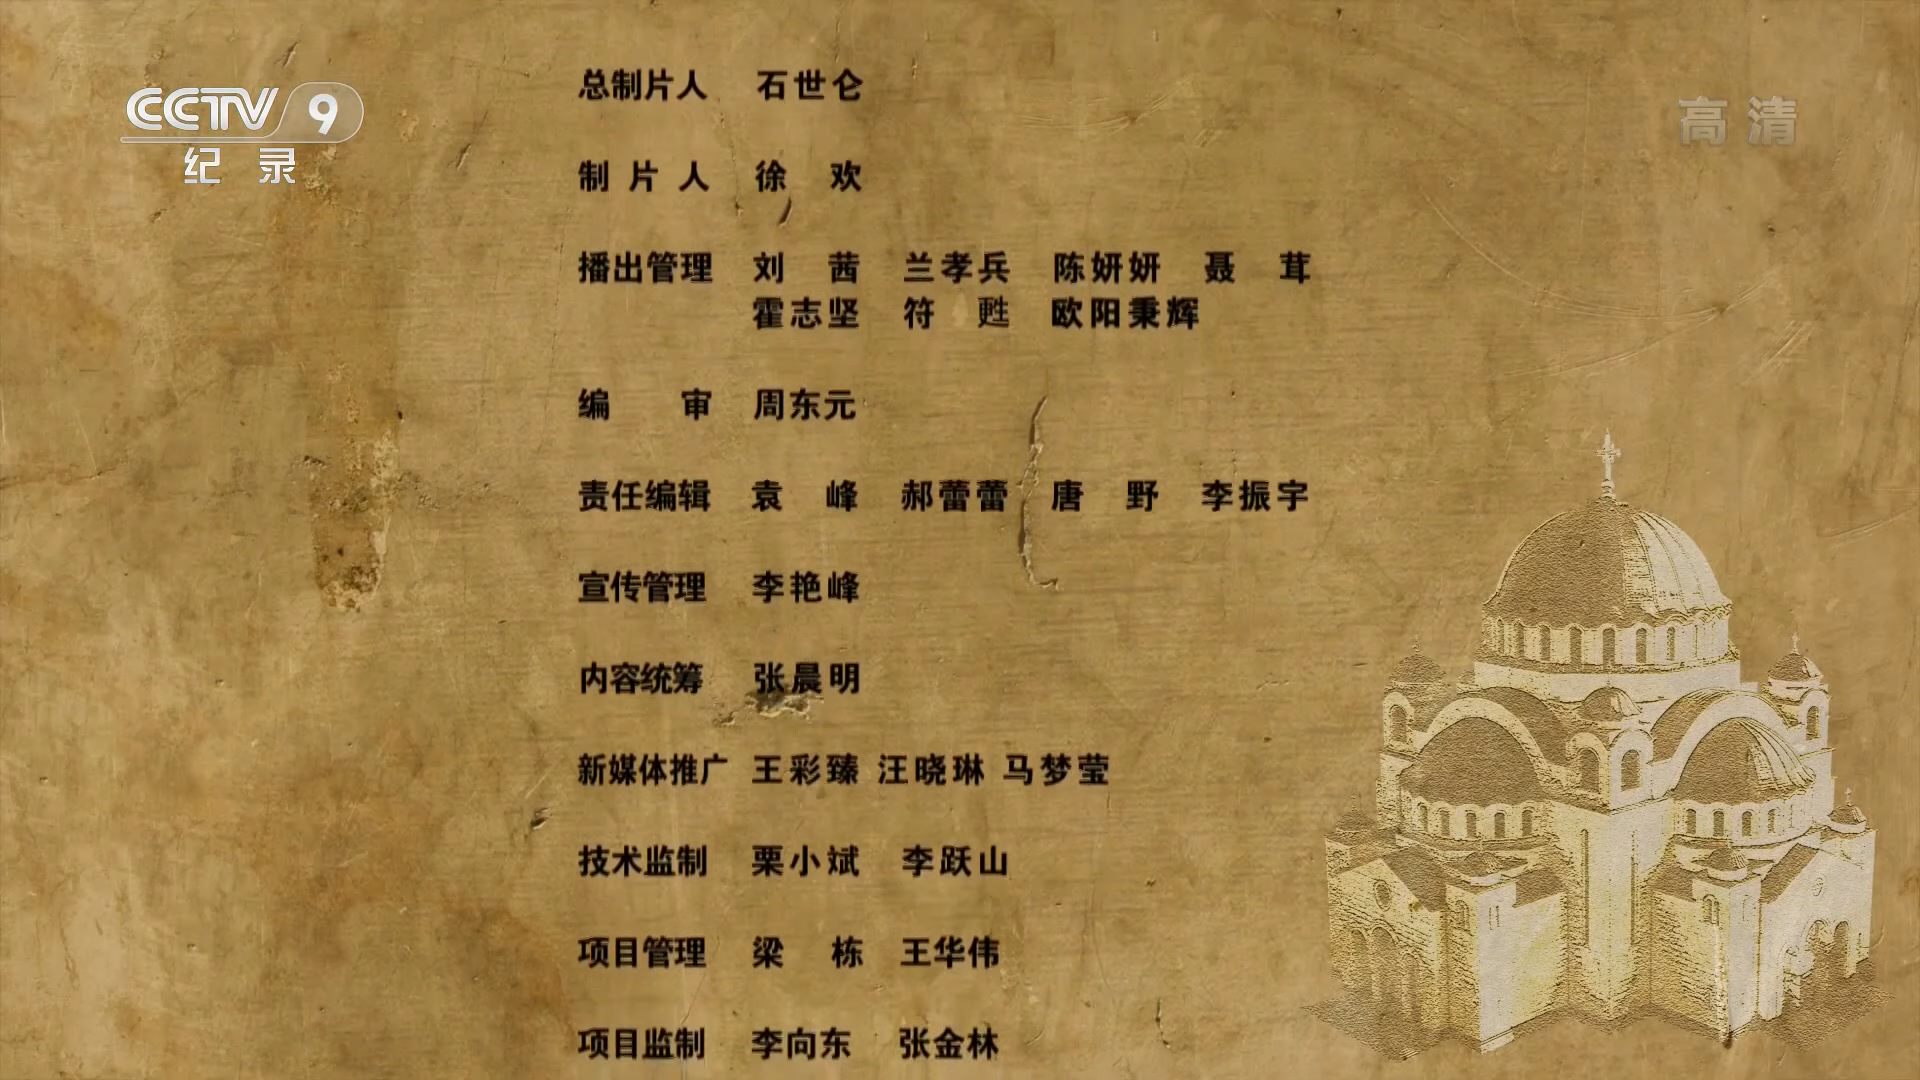 CCTV 9
纪 录
高 清
总制片人 石世仑
制 片 人 徐 欢
播出管理 刘 茜 兰孝兵 陈妍妍 聂 茸
霍志坚 符 甦 欧阳秉辉
编 审 周东元
责任编辑 袁 峰 郝蕾蕾 唐 野 李振宇
宣传管理 李艳峰
内容统筹 张晨明
新媒体推广 王彩臻 汪晓琳 马梦莹
技术监制 栗小斌 李跃山
项目管理 梁 栋 王华伟
项目监制 李向东 张金林